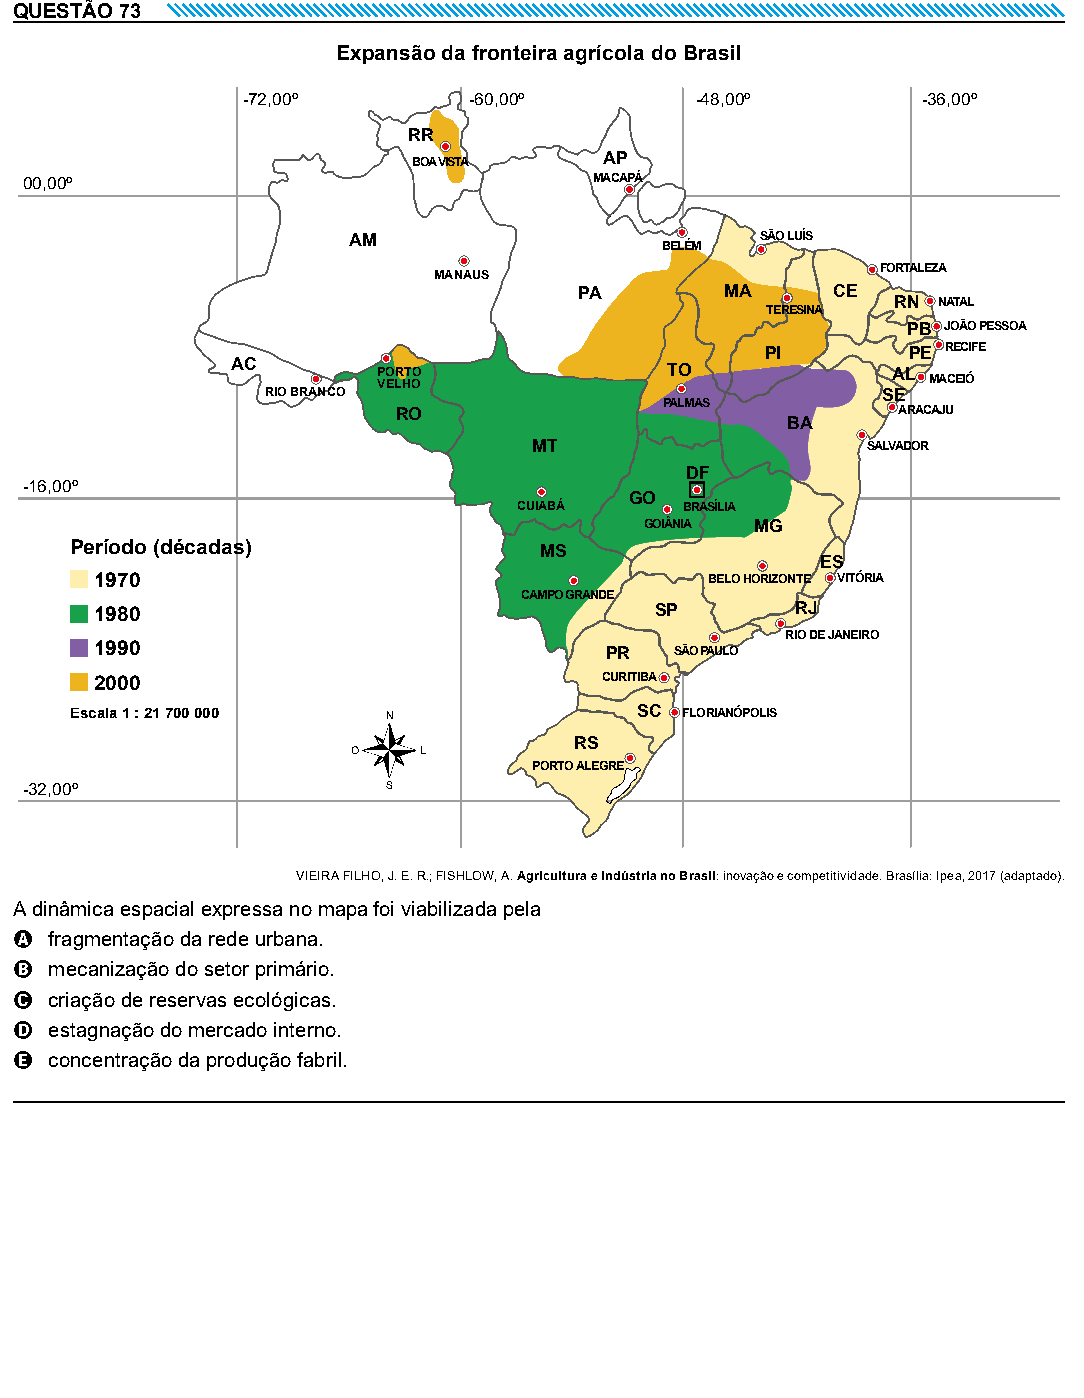 QUESTÃO 73
Expansão da fronteira agrícola do Brasil
-72,00º
-60,00º
-48,00º
-36,00º
RR
BOA VISTA
AP
MACAPÁ
00,00º
AM
MANAUS
BELÉM
SÃO LUÍS
PA
MA
TERESINA
CE
FORTALEZA
RN
NATAL
PB
JOÃO PESSOA
PE
RECIFE
AC
RIO BRANCO
PORTO
VELHO
RO
TO
PALMAS
PI
AL
MACEIÓ
SE
ARACAJU
BA
SALVADOR
MT
CUIABÁ
-16,00º
GO
GOIÂNIA
DF
BRASÍLIA
MG
BELO HORIZONTE
ES
VITÓRIA
MS
CAMPO GRANDE
SP
SÃO PAULO
RJ
RIO DE JANEIRO
PR
CURITIBA
SC
FLORIANÓPOLIS
RS
PORTO ALEGRE
-32,00º
Período (décadas)
1970
1980
1990
2000
Escala 1 : 21 700 000
N
O
L
S
VIEIRA FILHO, J. E. R.; FISHLOW, A. Agricultura e indústria no Brasil: inovação e competitividade. Brasília: Ipea, 2017 (adaptado).
A dinâmica espacial expressa no mapa foi viabilizada pela
A fragmentação da rede urbana.
B mecanização do setor primário.
C criação de reservas ecológicas.
D estagnação do mercado interno.
E concentração da produção fabril.